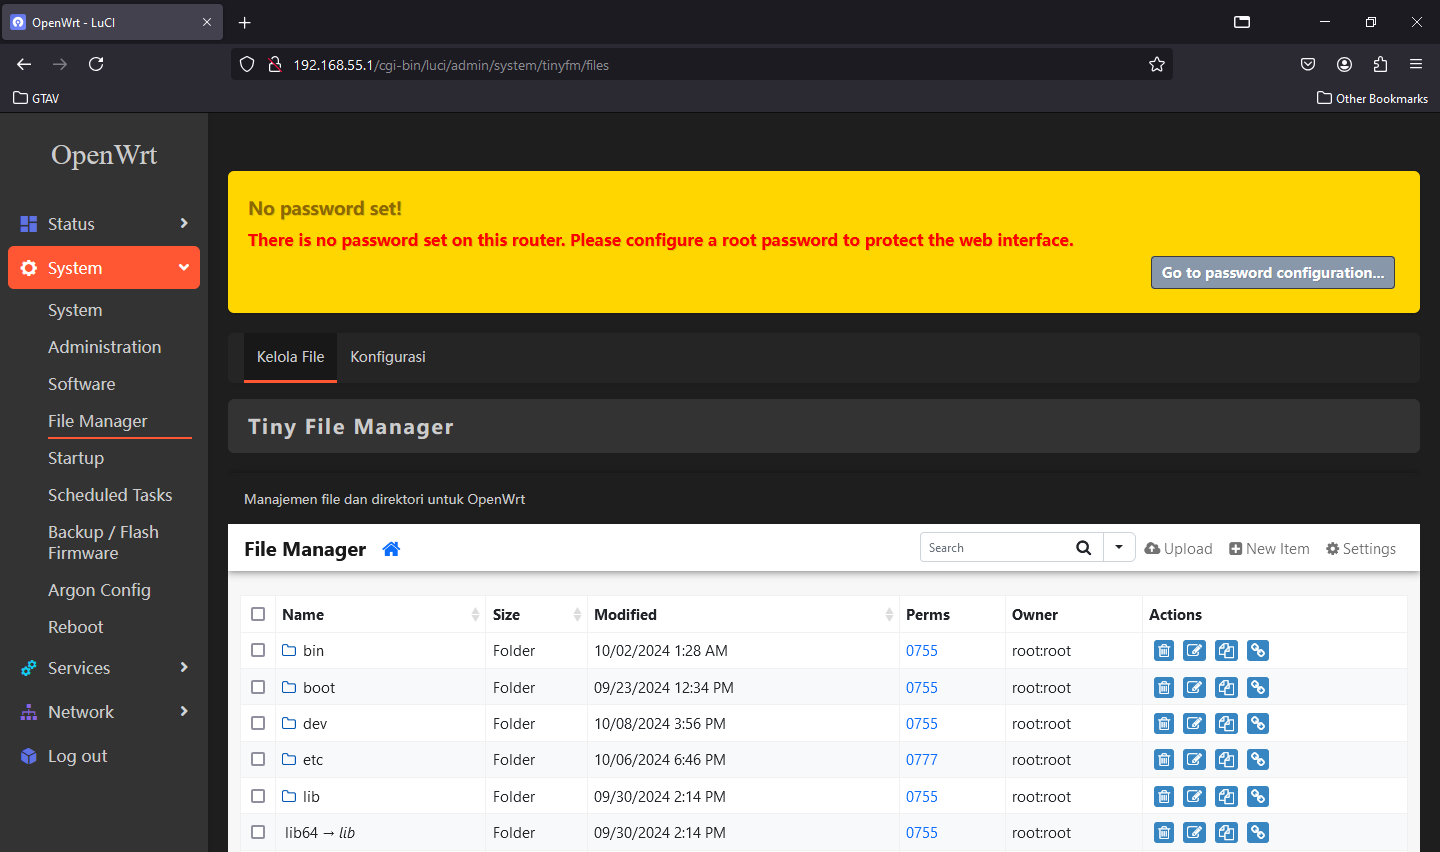 OpenWrt - LuCI
192.168.55.1/cgi-bin/luci/admin/system/tinyfm/files
GTAV
Other Bookmarks
OpenWrt
Status
System
System
Administration
Software
File Manager
Startup
Scheduled Tasks
Backup / Flash
Firmware
Argon Config
Reboot
Services
Network
Log out
No password set!
There is no password set on this router. Please configure a root password to protect the web interface.
Go to password configuration...
Kelola File Konfigurasi
Tiny File Manager
Manajemen file dan direktori untuk OpenWrt
File Manager Search Upload New Item Settings
Name Size Modified Perms Owner Actions
bin Folder 10/02/2024 1:28 AM 0755 root:root
boot Folder 09/23/2024 12:34 PM 0755 root:root
dev Folder 10/08/2024 3:56 PM 0755 root:root
etc Folder 10/06/2024 6:46 PM 0777 root:root
lib Folder 09/30/2024 2:14 PM 0755 root:root
lib64 → lib Folder 09/30/2024 2:14 PM 0755 root:root